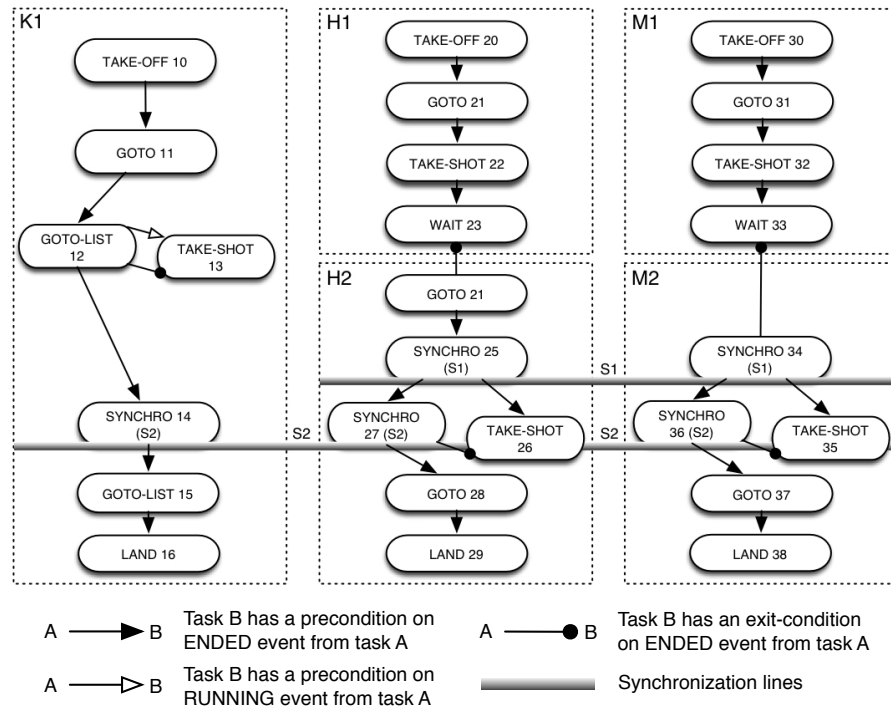 K1
TAKE-OFF 10
GOTO 11
GOTO-LIST
12
TAKE-SHOT
13
SYNCHRO 14
(S2)
GOTO-LIST 15
LAND 16
H1
TAKE-OFF 20
GOTO 21
TAKE-SHOT 22
WAIT 23
H2
GOTO 21
SYNCHRO 25
(S1)
SYNCHRO
27 (S2)
TAKE-SHOT
26
GOTO 28
LAND 29
M1
TAKE-OFF 30
GOTO 31
TAKE-SHOT 32
WAIT 33
M2
SYNCHRO 34
(S1)
SYNCHRO
36 (S2)
TAKE-SHOT
35
GOTO 37
LAND 38
S1
S2
S2
A B
Task B has a precondition on
ENDED event from task A
A B
Task B has a precondition on
RUNNING event from task A
A B
Task B has an exit-condition
on ENDED event from task A
Synchronization lines